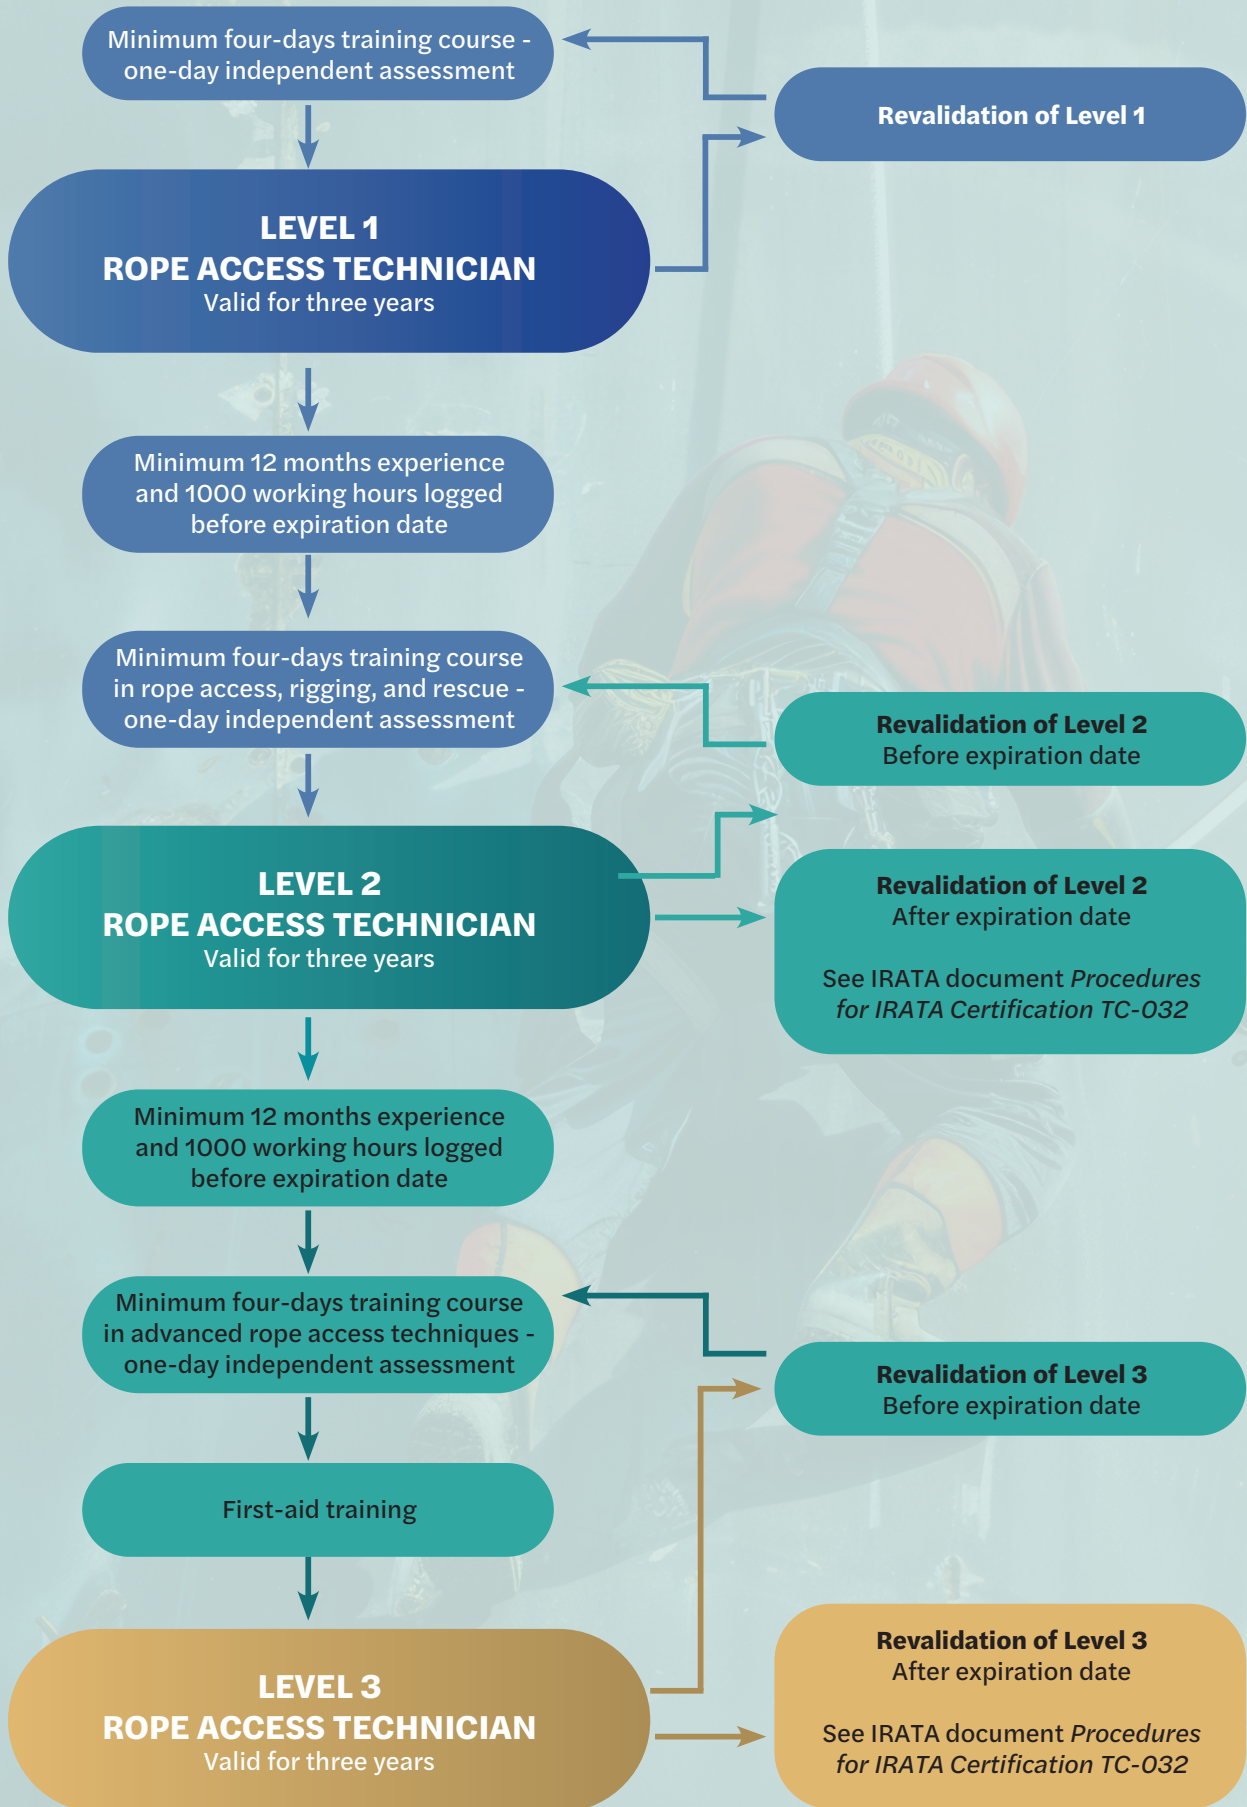 Minimum four-days training course -
one-day independent assessment
Revalidation of Level 1
LEVEL 1
ROPE ACCESS TECHNICIAN
Valid for three years
Minimum 12 months experience
and 1000 working hours logged
before expiration date
Minimum four-days training course
in rope access, rigging, and rescue -
one-day independent assessment
Revalidation of Level 2
Before expiration date
LEVEL 2
ROPE ACCESS TECHNICIAN
Valid for three years
Revalidation of Level 2
After expiration date
See IRATA document Procedures
for IRATA Certification TC-032
Minimum 12 months experience
and 1000 working hours logged
before expiration date
Minimum four-days training course
in advanced rope access techniques -
one-day independent assessment
Revalidation of Level 3
Before expiration date
First-aid training
LEVEL 3
ROPE ACCESS TECHNICIAN
Valid for three years
Revalidation of Level 3
After expiration date
See IRATA document Procedures
for IRATA Certification TC-032